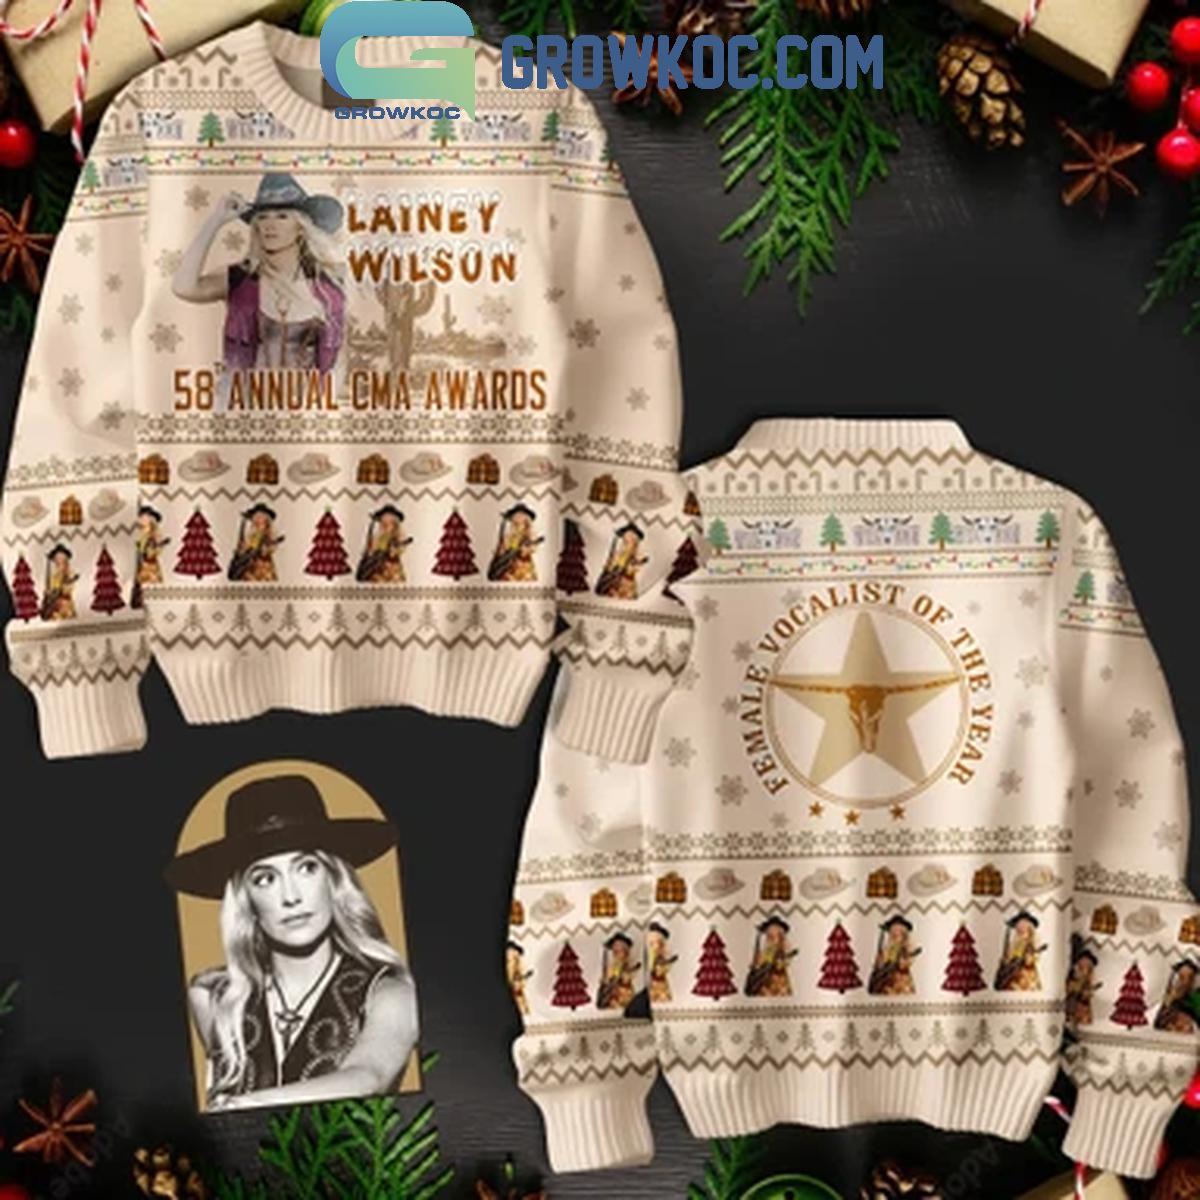 GROWKOC.COM
GROWKOC
LAINEY
WILSON
58TH ANNUAL CMA AWARDS
FEMALE VOCALIST OF THE YEAR